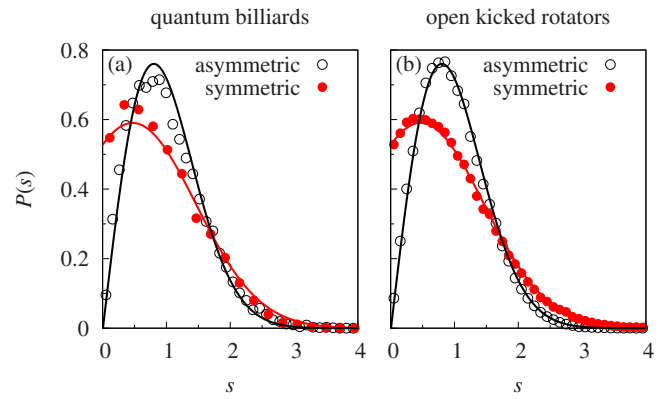 quantum billiards
open kicked rotators
0.8
(a)
asymmetric
symmetric
(b)
asymmetric
symmetric
0.6
P(s)
0.4
0.2
0
0 1 2 3 4
0 1 2 3 4
s
s